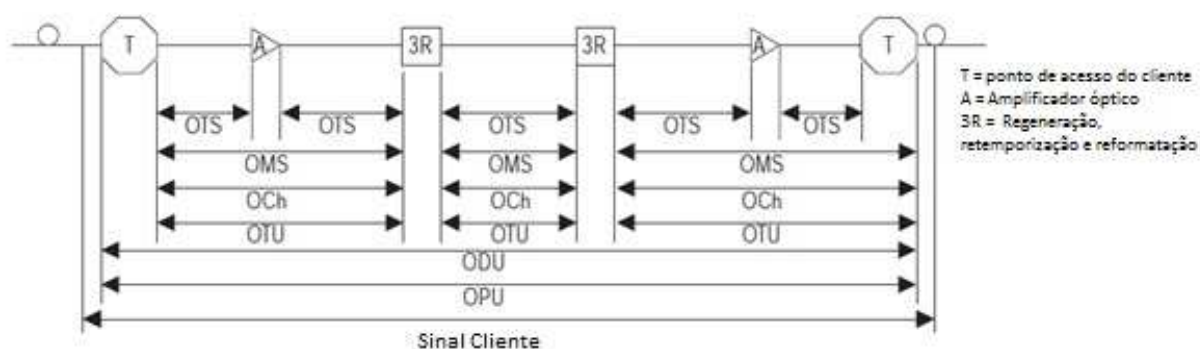 T A 3R 3R A T
T = ponto de acesso do cliente
A = Amplificador óptico
3R = Regeneração,
retemporização e reformatação
OTS OTS OTS OTS OTS
OMS OMS OMS
OCh OCh OCh
OTU OTU OTU
ODU
OPU
Sinal Cliente